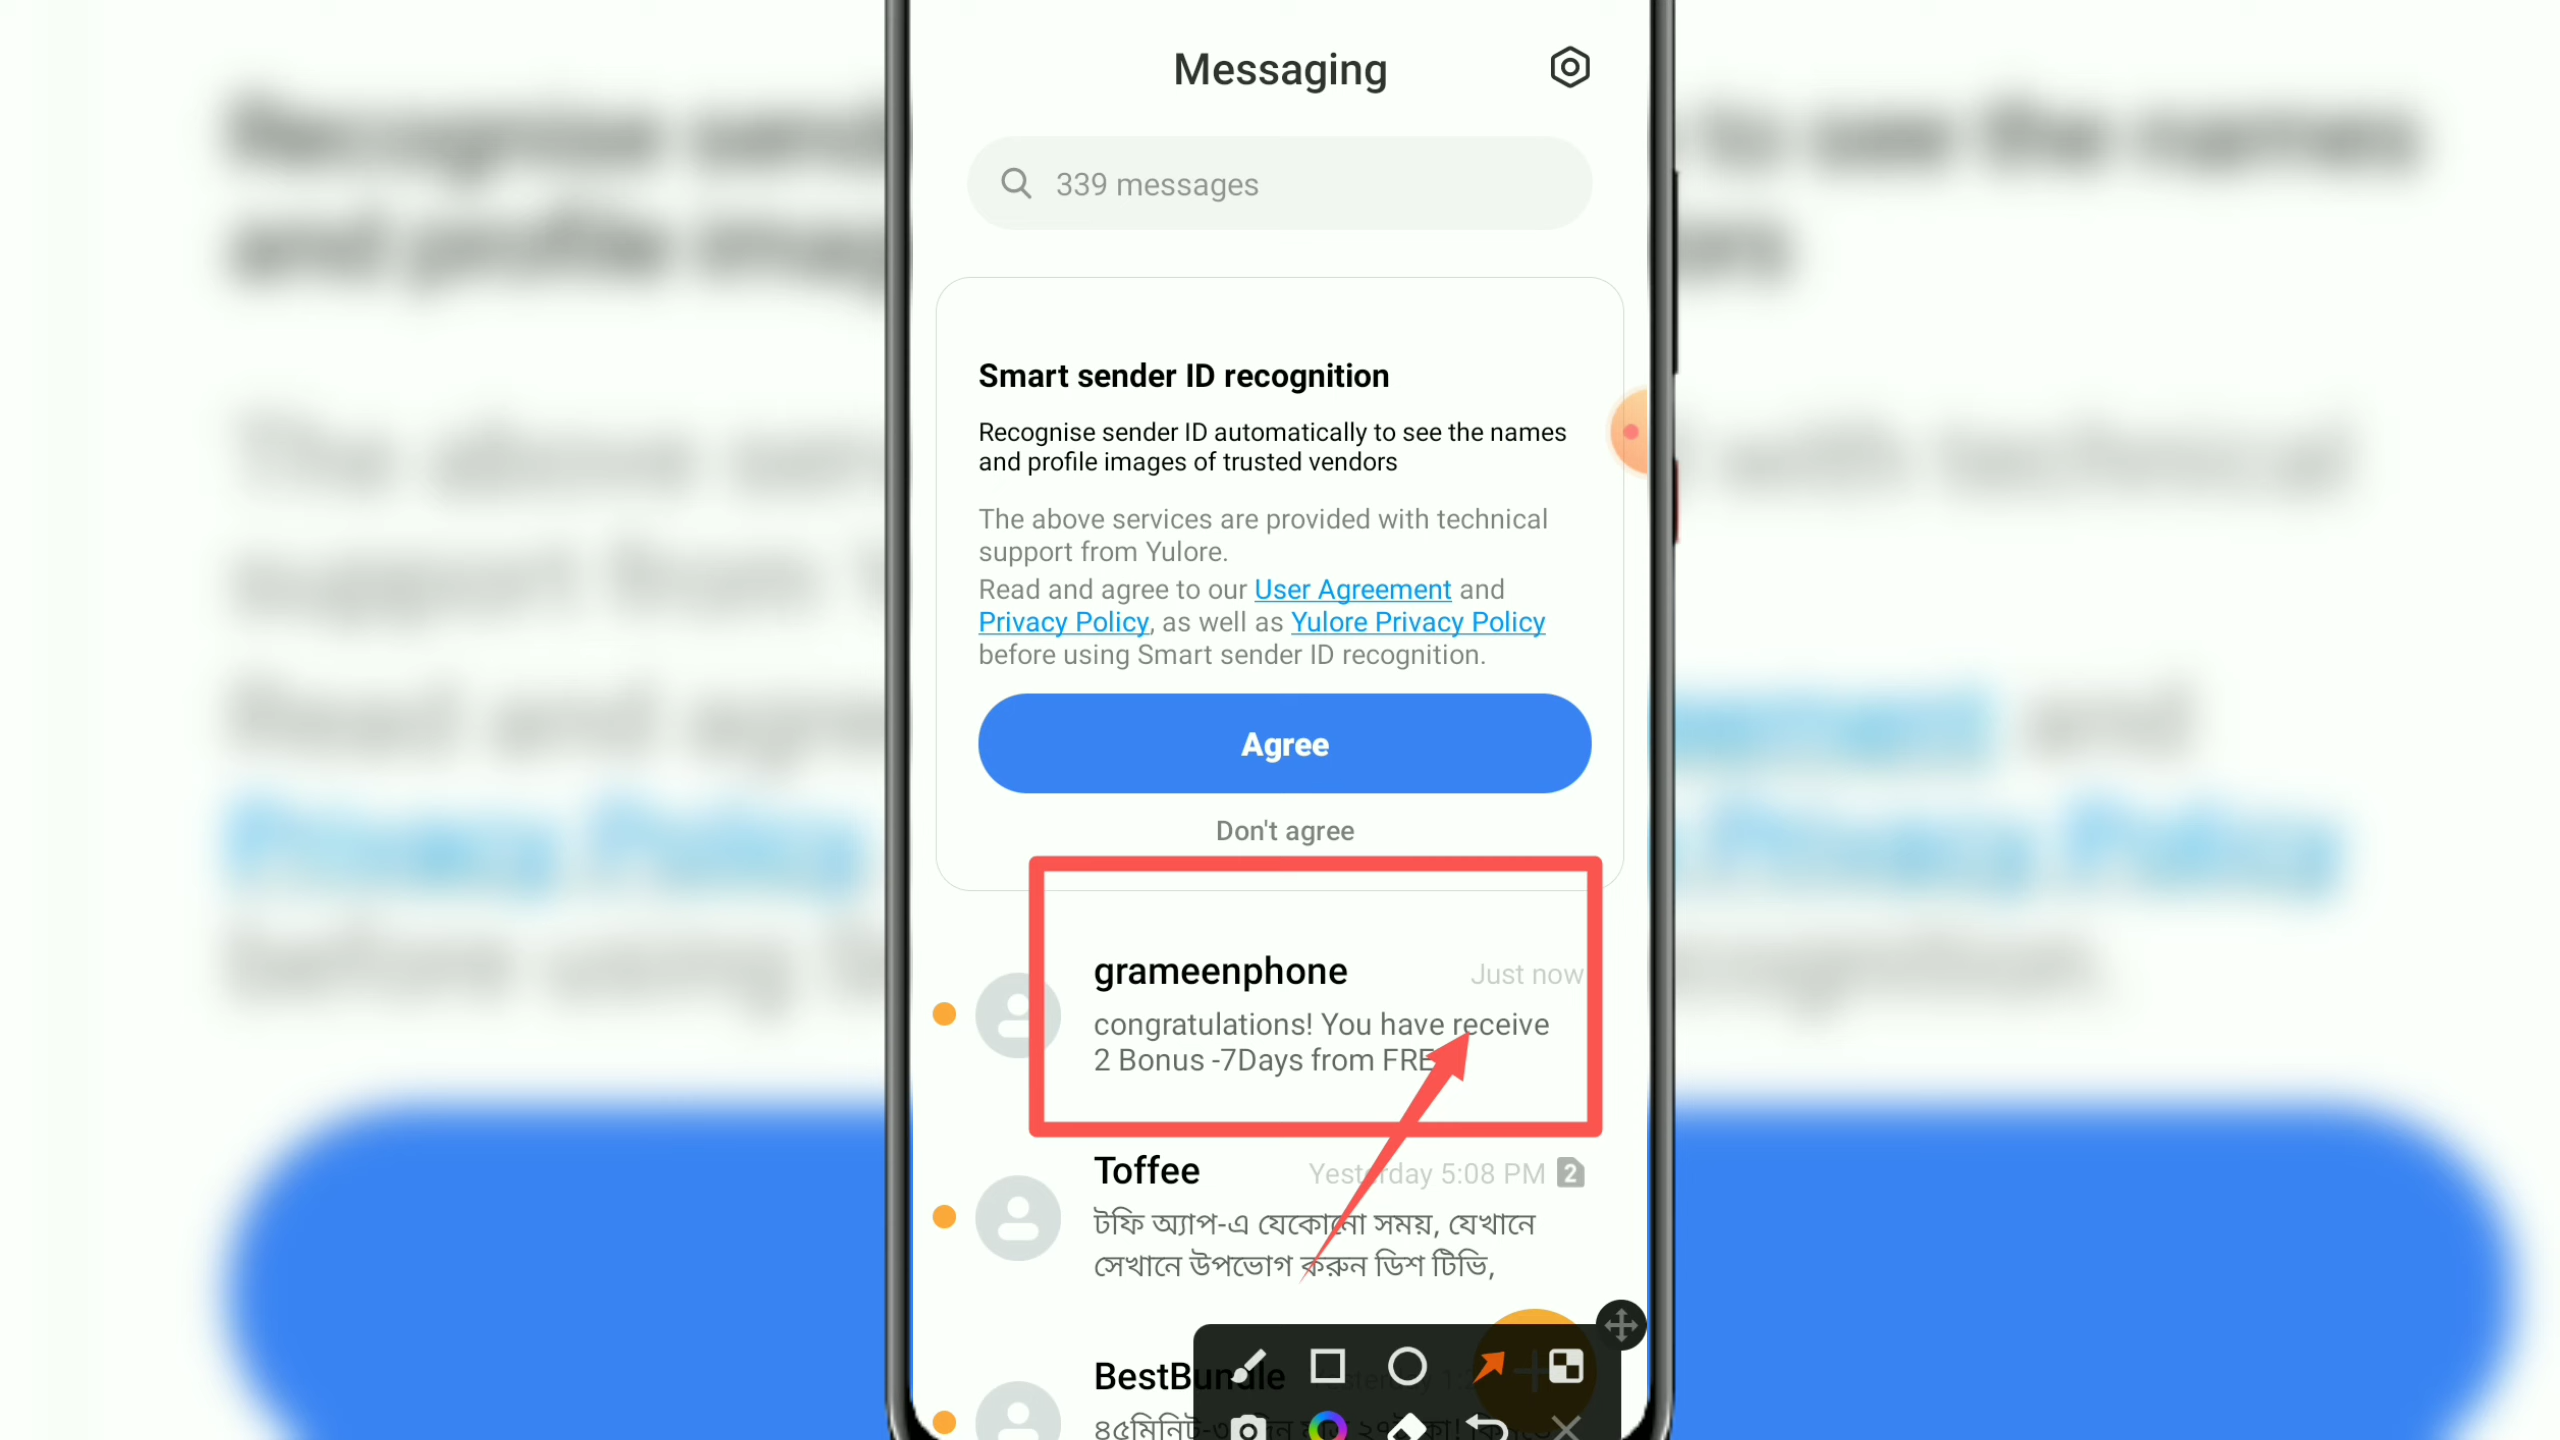 Messaging
339 messages
Smart sender ID recognition
Recognise sender ID automatically to see the names
and profile images of trusted vendors
The above services are provided with technical
support from Yulore.
Read and agree to our User Agreement and
Privacy Policy, as well as Yulore Privacy Policy
before using Smart sender ID recognition.
Agree
Don't agree
grameenphone Just now
congratulations! You have receive
2 Bonus -7Days from
Toffee Yesterday 5:08 PM 2
টফি অ্যাপ-এ যেকোনো সময়, যেখানে
সেখানে উপভোগ করুন ডিশ টিভি,
BestBundle Yesterday